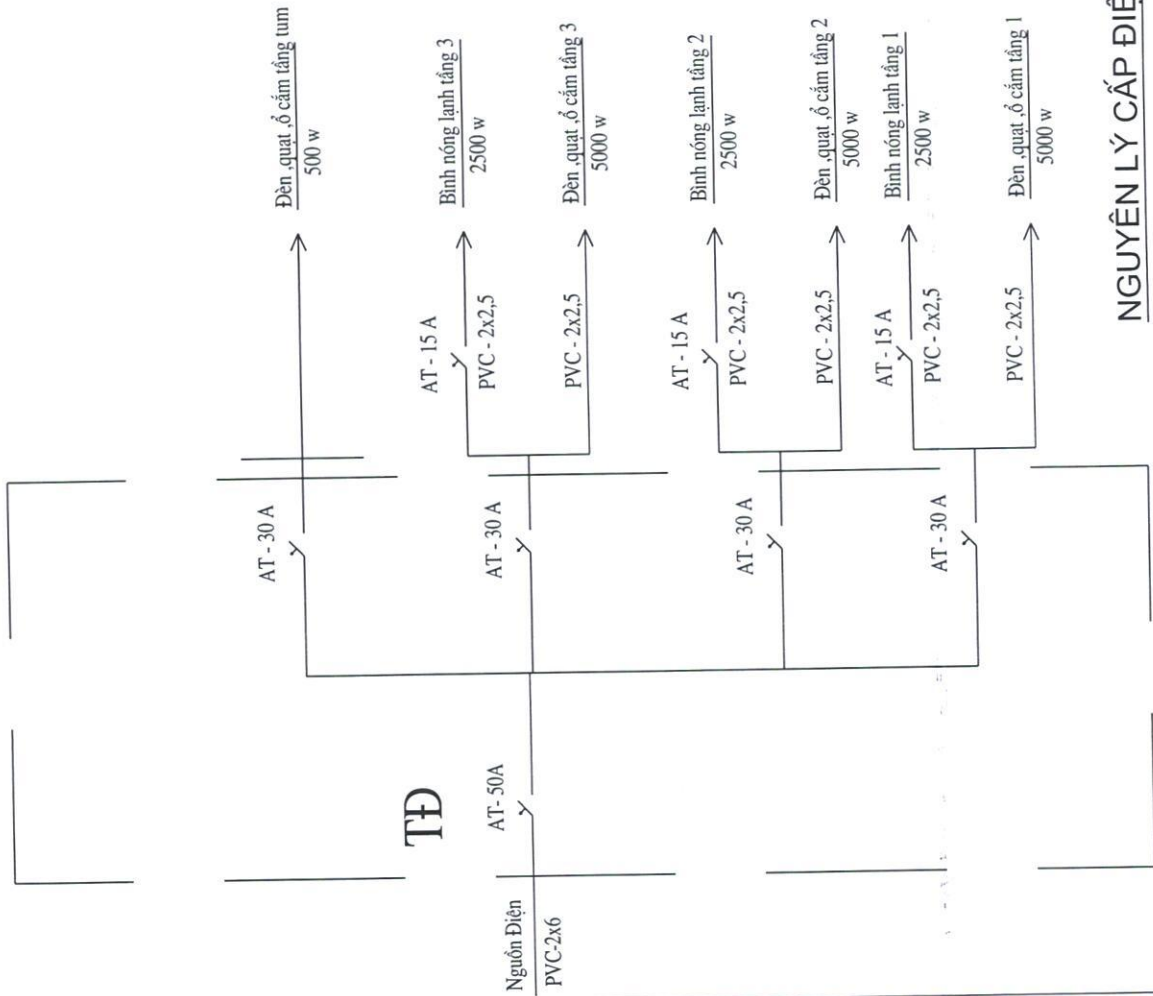 Đèn ,quạt ,ổ cắm tầng tum
500 w
AT - 30 A
Bình nóng lạnh tầng 3
2500 w
AT - 15 A
PVC - 2x2,5
Đèn ,quạt ,ổ cắm tầng 3
5000 w
PVC - 2x2,5
AT - 30 A
TĐ
AT- 50A
Nguồn Điện
PVC-2x6
Bình nóng lạnh tầng 2
2500 w
AT - 15 A
PVC - 2x2,5
Đèn ,quạt ,ổ cắm tầng 2
5000 w
PVC - 2x2,5
AT - 30 A
Bình nóng lạnh tầng 1
2500 w
AT - 15 A
PVC - 2x2,5
Đèn ,quạt ,ổ cắm tầng 1
5000 w
PVC - 2x2,5
AT - 30 A
NGUYÊN LÝ CẤP ĐIỆ